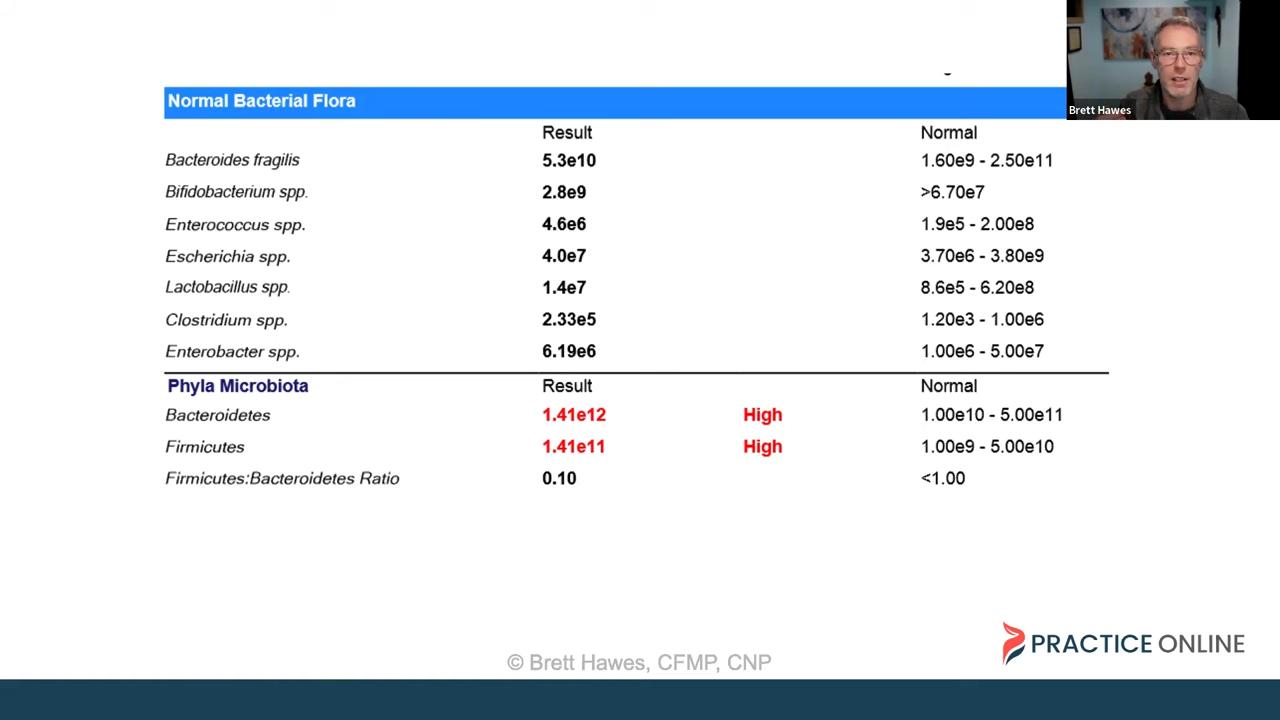 Brett Hawes
Normal Bacterial Flora
Result Normal
Bacteroides fragilis 5.3e10 1.60e9 - 2.50e11
Bifidobacterium spp. 2.8e9 >6.70e7
Enterococcus spp. 4.6e6 1.9e5 - 2.00e8
Escherichia spp. 4.0e7 3.70e6 - 3.80e9
Lactobacillus spp. 1.4e7 8.6e5 - 6.20e8
Clostridium spp. 2.33e5 1.20e3 - 1.00e6
Enterobacter spp. 6.19e6 1.00e6 - 5.00e7
Phyla Microbiota Result Normal
Bacteroidetes 1.41e12 High 1.00e10 - 5.00e11
Firmicutes 1.41e11 High 1.00e9 - 5.00e10
Firmicutes:Bacteroidetes Ratio 0.10 <1.00
PRACTICE ONLINE
© Brett Hawes, CFMP, CNP